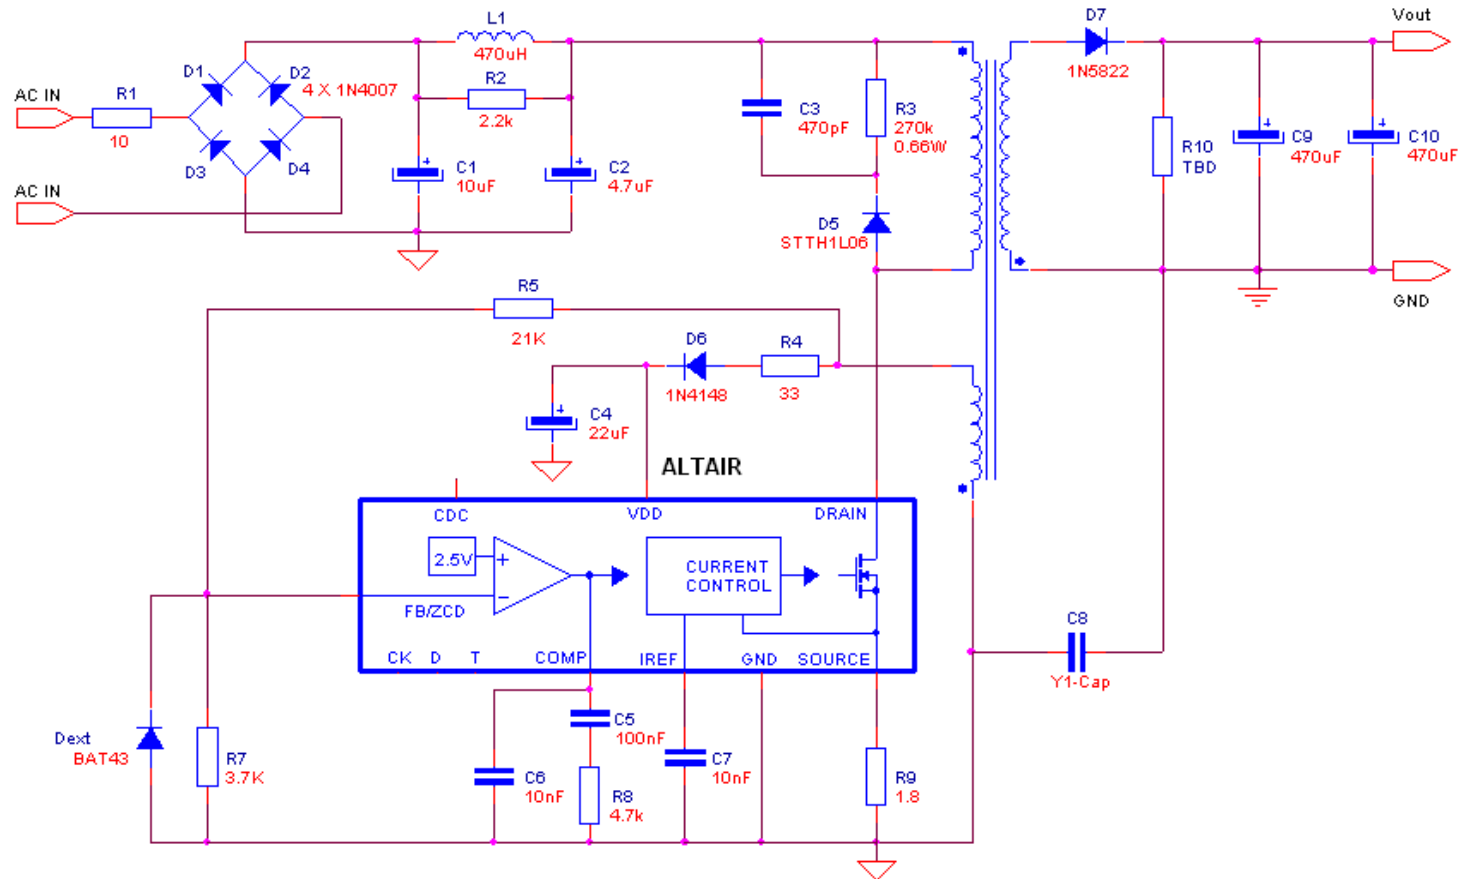 D7
Vout
L1
470uH
1N5822
D1
D2
R2
4 X 1N4007
AC IN
R1
10
2.2k
C3
470pF
R3
270k
0.66W
R10
TBD
C9
470uF
C10
470uF
D3
D4
C1
10uF
C2
4.7uF
AC IN
D5
STTH1L06
GND
R5
21K
D6
1N4148
R4
33
C4
22uF
ALTAIR
CDC
VDD
DRAIN
2.5V
+
-
CURRENT
CONTROL
FB/ZCD
CK
D
T
COMP
IREF
GND
SOURCE
C8
Y1-Cap
Dext
BAT43
R7
3.7K
C5
100nF
C6
10nF
R8
4.7k
C7
10nF
R9
1.8